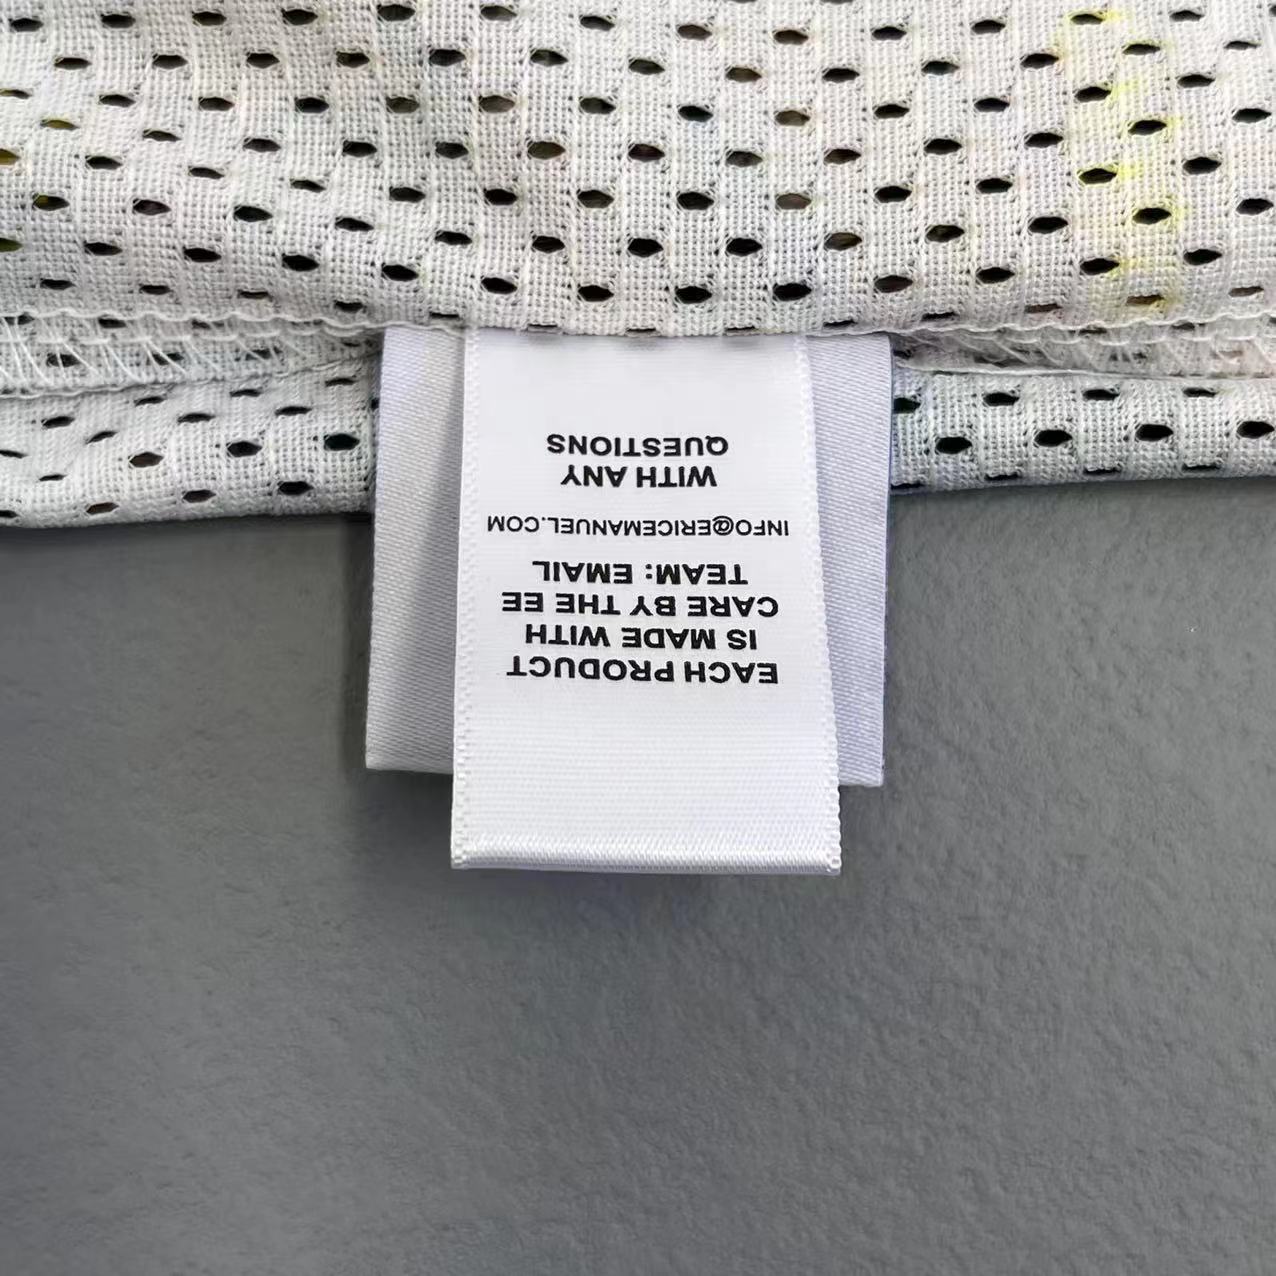 EACH PRODUCT
IS MADE WITH
CARE BY THE EE
TEAM: EMAIL
INFO@ERICEMANUEL.COM
WITH ANY
QUESTIONS